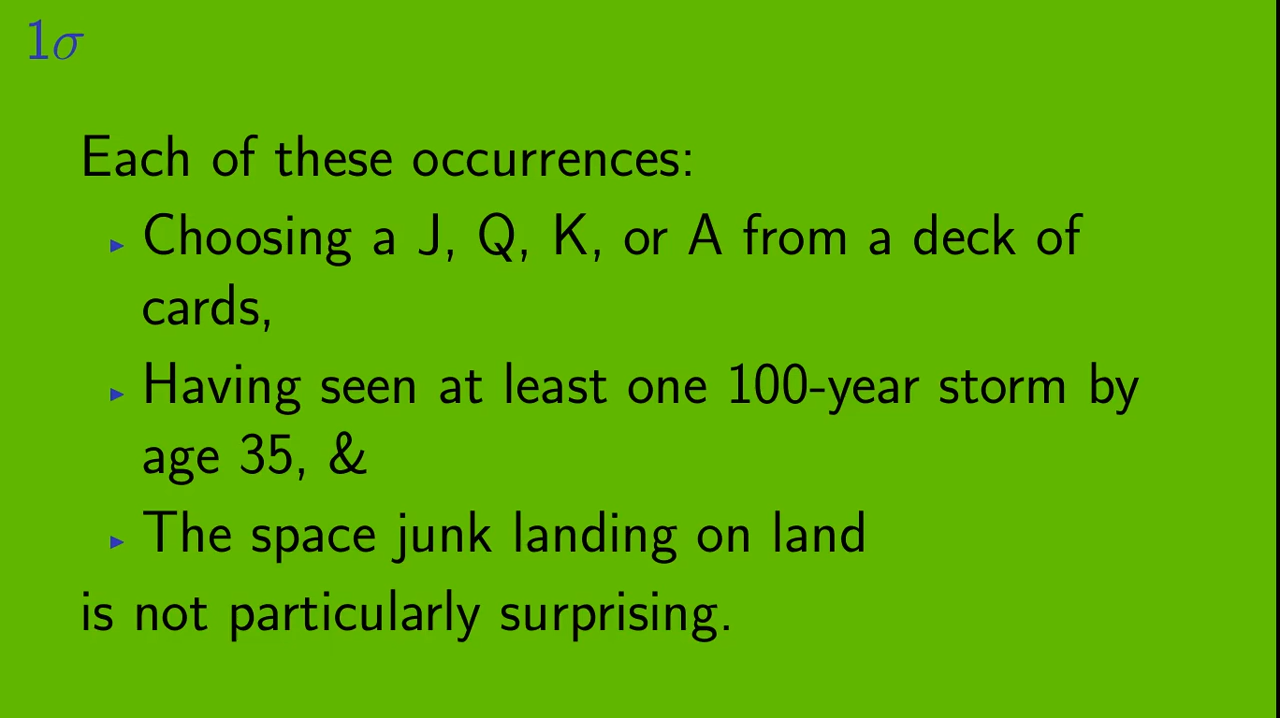 1σ
Each of these occurrences:
▸ Choosing a J, Q, K, or A from a deck of
cards,
▸ Having seen at least one 100-year storm by
age 35, &
▸ The space junk landing on land
is not particularly surprising.